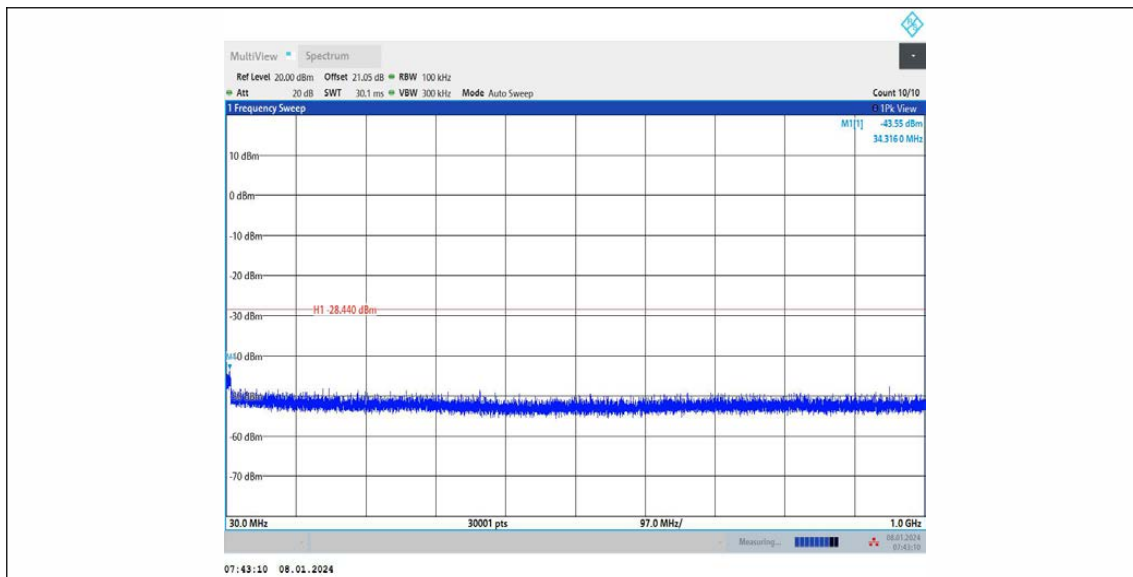 MultiView Spectrum
Ref Level 20.00 dBm Offset 21.05 dB RBW 100 kHz
Att 20 dB SWT 30.1 ms VBW 300 kHz Mode Auto Sweep Count 10/10
1 Frequency Sweep 1Pk View
M1[1] -43.55 dBm
34.316 0 MHz
10 dBm
0 dBm
-10 dBm
-20 dBm
H1 -28.440 dBm
-30 dBm
M1
-60 dBm
-70 dBm
30.0 MHz 30001 pts 97.0 MHz/ 1.0 GHz
Measuring... 08.01.2024
07:43:10
07:43:10 08.01.2024